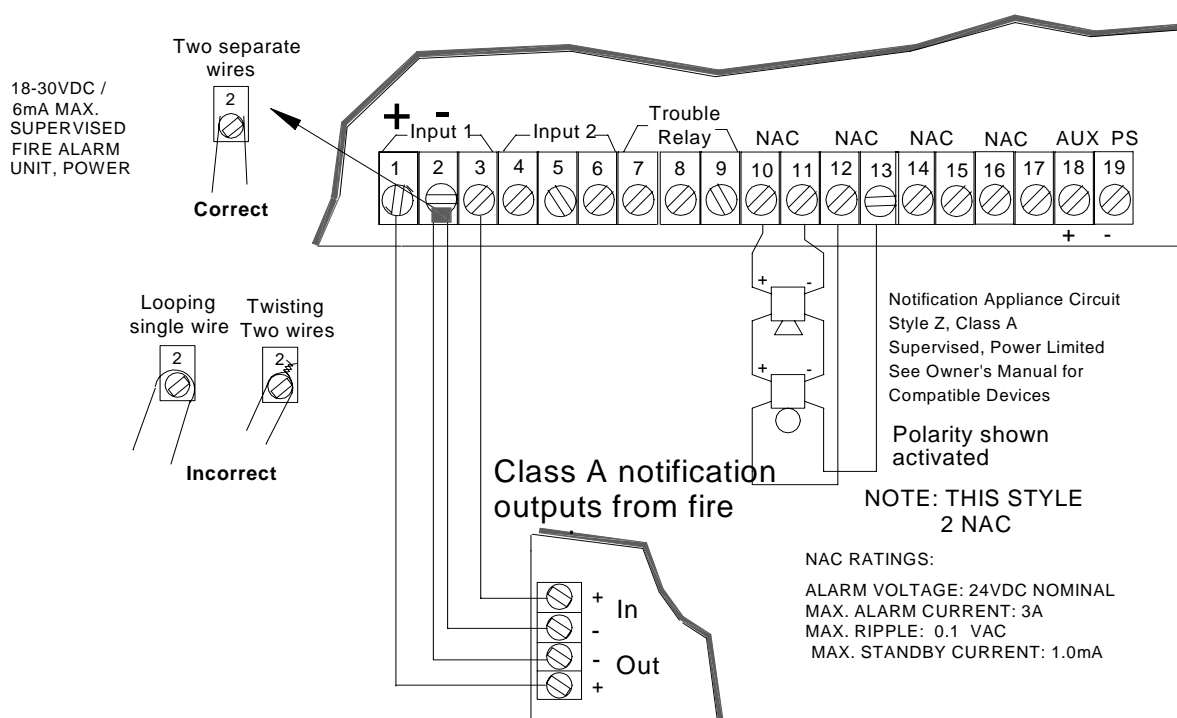 Two separate
wires
2
Correct
18-30VDC /
6mA MAX.
SUPERVISED
FIRE ALARM
UNIT, POWER
+ -
Input 1
Input 2
Trouble
Relay
NAC
NAC
NAC
NAC
AUX PS
1 2 3 4 5 6 7 8 9 10 11 12 13 14 15 16 17 18 19
+ -
Looping
single wire
2
Twisting
Two wires
2
Incorrect
+ -
+ -
Notification Appliance Circuit
Style Z, Class A
Supervised, Power Limited
See Owner's Manual for
Compatible Devices
Polarity shown
activated
NOTE: THIS STYLE
2 NAC
Class A notification
outputs from fire
+
In
-
-
Out
+
NAC RATINGS:
ALARM VOLTAGE: 24VDC NOMINAL
MAX. ALARM CURRENT: 3A
MAX. RIPPLE: 0.1 VAC
MAX. STANDBY CURRENT: 1.0mA